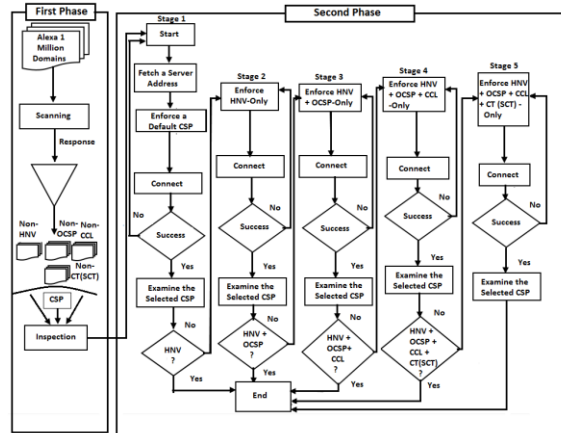 First Phase
Alexa 1
Million
Domains
Scanning
Response
Non-
HNV
Non-
OCSP
Non-
CCL
Non-
CT(SCT)
CSP
Inspection
Second Phase
Stage 1
Start
Fetch a Server
Address
Enforce a
Default CSP
Connect
No
Success
Yes
Examine the
Selected CSP
No
HNV
?
Yes
Stage 2
Enforce
HNV-Only
Connect
No
Success
Yes
Examine the
Selected CSP
No
HNV +
OCSP
?
Yes
Stage 3
Enforce HNV
+ OCSP-Only
Connect
No
Success
Yes
Examine the
Selected CSP
No
HNV +
OCSP+
CCL
?
Yes
Stage 4
Enforce HNV
+ OCSP + CCL
-Only
Connect
No
Success
Yes
Examine the
Selected CSP
No
HNV +
OCSP +
CCL +
CT(SCT)
?
Yes
Stage 5
Enforce HNV
+ OCSP + CCL
+ CT (SCT) -
Only
Connect
No
Success
Yes
Examine the
Selected CSP
End